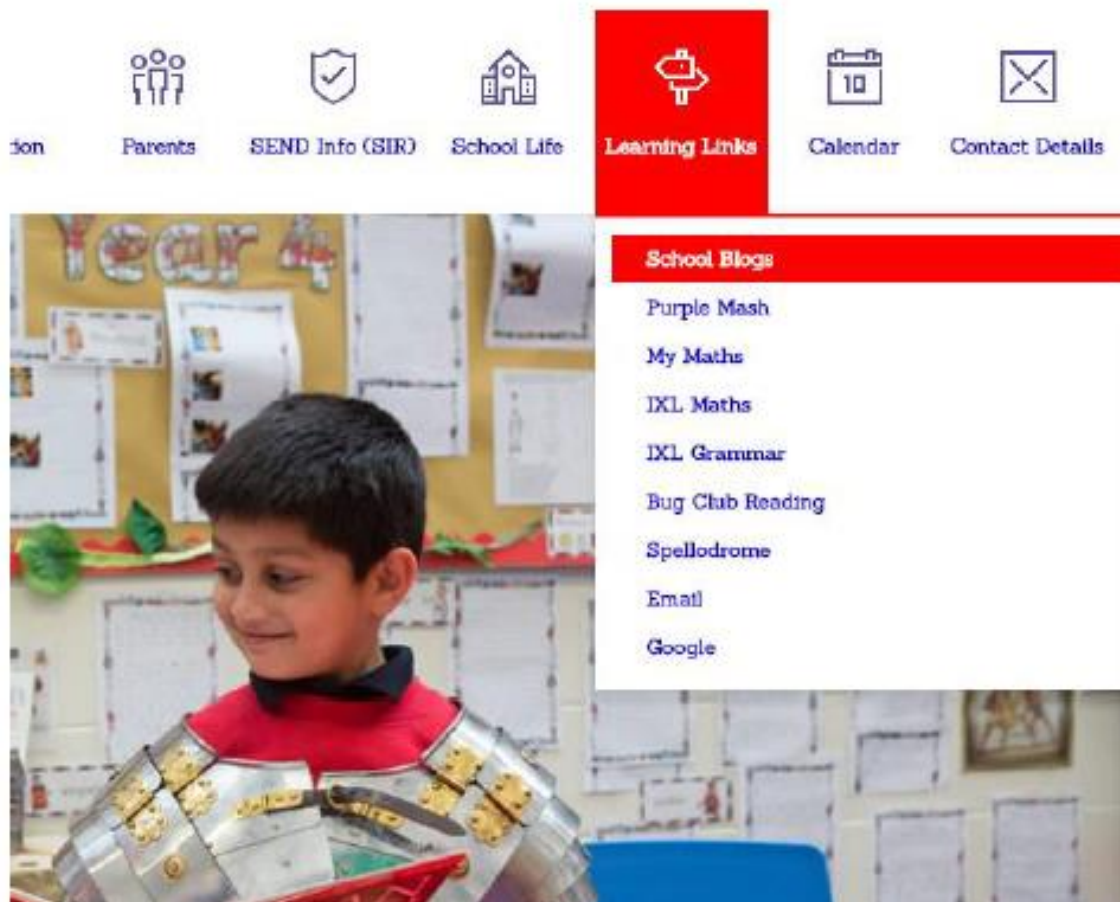 tion Parents SEND Info (SIR) School Life Learning Links Calendar Contact Details
Year 4
School Blogs
Purple Mash
My Maths
IXL Maths
IXL Grammar
Bug Club Reading
Spellodrome
Email
Google